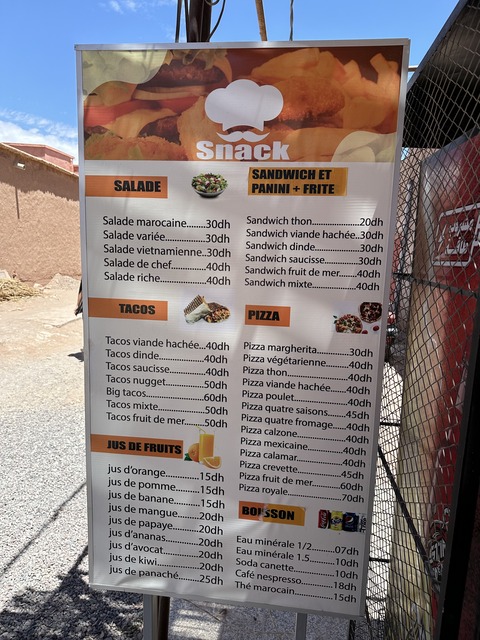 Snack
SALADE
Salade marocaine.......30dh
Salade variée..............30dh
Salade vietnamienne..30dh
Salade de chef............40dh
Salade riche................40dh
TACOS
Tacos viande hachée...40dh
Tacos dinde................40dh
Tacos saucisse............40dh
Tacos nugget..............50dh
Big tacos.....................60dh
Tacos mixte................50dh
Tacos fruit de mer......50dh
JUS DE FRUITS
jus d'orange...............15dh
jus de pomme............15dh
jus de banane.............15dh
jus de mangue............20dh
jus de papaye.............20dh
jus d'ananas...............20dh
jus d'avocat................20dh
jus de kiwi..................20dh
jus de panaché...........25dh
SANDWICH ET
PANINI + FRITE
Sandwich thon...................20dh
Sandwich viande hachée..30dh
Sandwich dinde.................30dh
Sandwich saucisse............30dh
Sandwich fruit de mer......40dh
Sandwich mixte.................40dh
PIZZA
Pizza margherita................30dh
Pizza végétarienne............40dh
Pizza thon..........................40dh
Pizza viande hachée..........40dh
Pizza poulet.......................40dh
Pizza quatre saisons..........45dh
Pizza quatre fromage........40dh
Pizza calzone.....................40dh
Pizza mexicaine.................40dh
Pizza calamar....................40dh
Pizza crevette....................45dh
Pizza fruit de mer..............60dh
Pizza royale.......................70dh
BOISSON
Eau minérale 1/2...........07dh
Eau minérale 1.5............10dh
Soda canette..................10dh
Café nespresso...............18dh
Thé marocain.................15dh